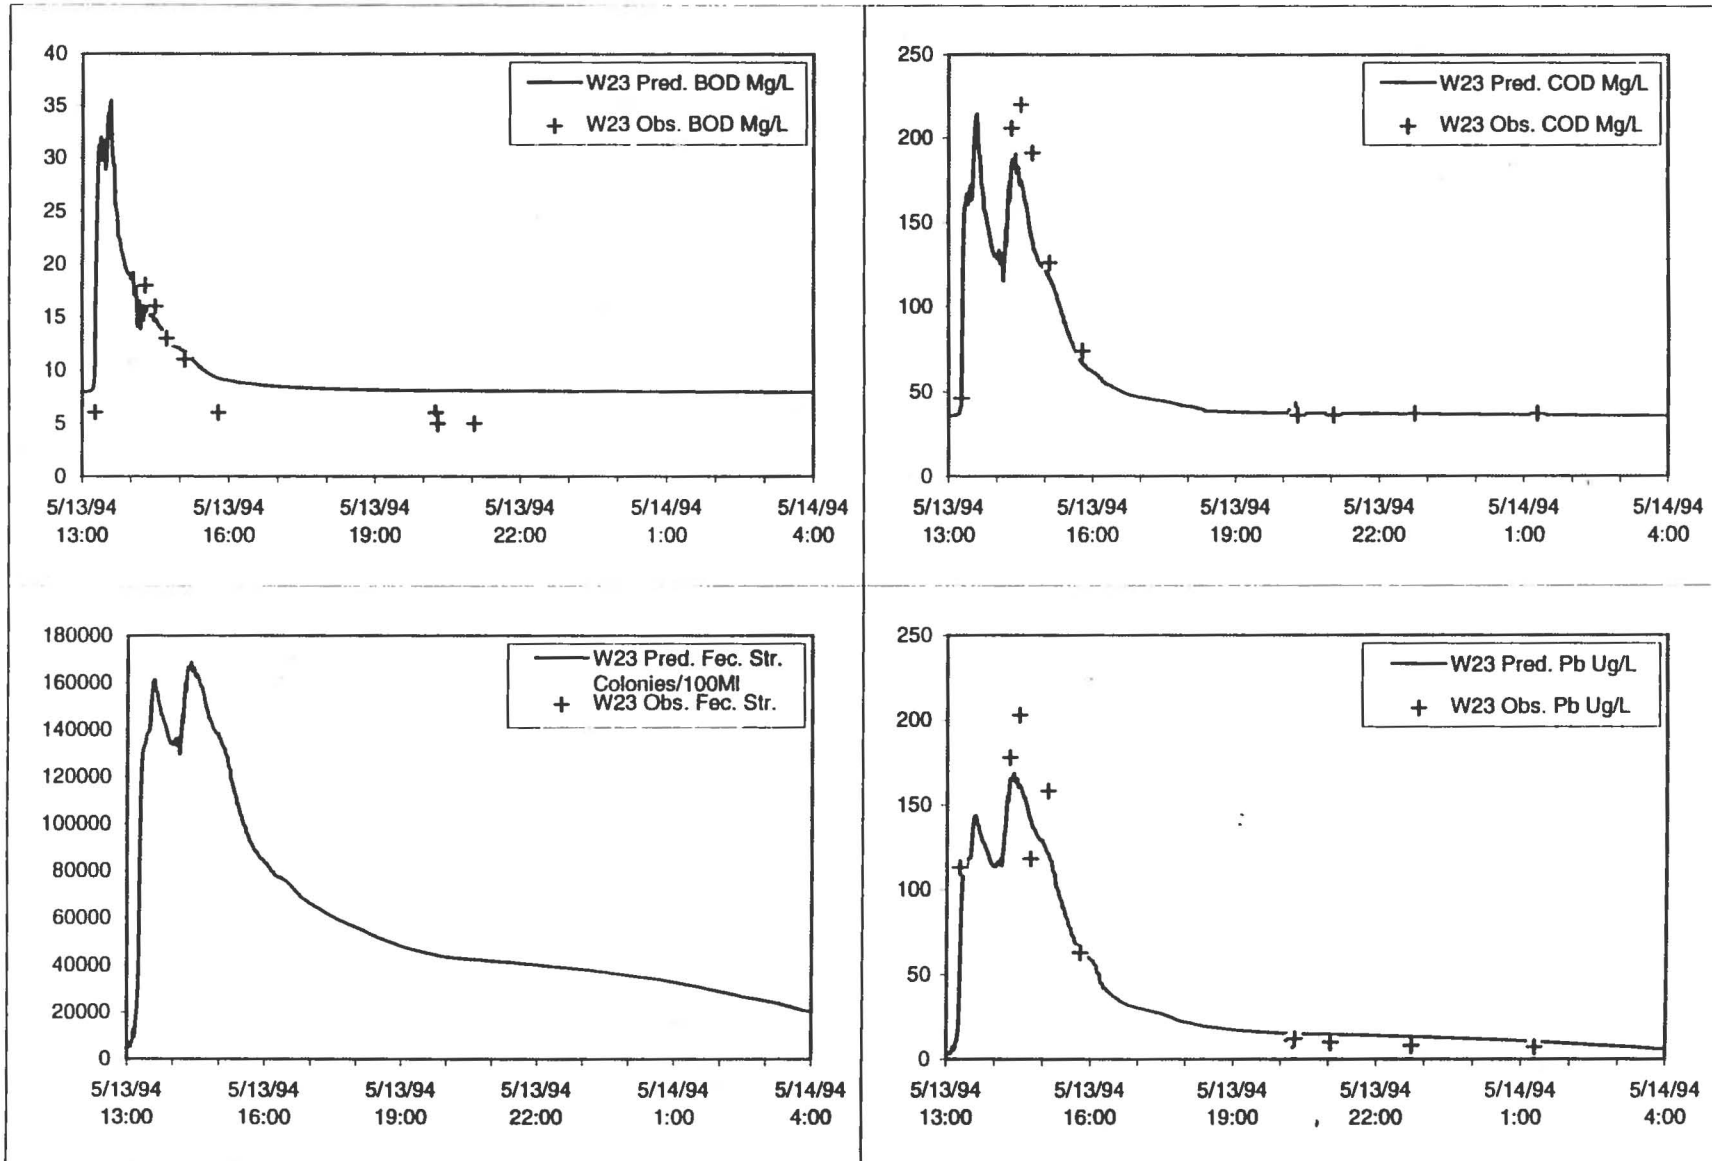 40
35
30
25
20
15
10
5
0
W23 Pred. BOD Mg/L
W23 Obs. BOD Mg/L
5/13/94 5/13/94 5/13/94 5/13/94 5/14/94 5/14/94
13:00 16:00 19:00 22:00 1:00 4:00
250
200
150
100
50
0
W23 Pred. COD Mg/L
W23 Obs. COD Mg/L
5/13/94 5/13/94 5/13/94 5/13/94 5/14/94 5/14/94
13:00 16:00 19:00 22:00 1:00 4:00
180000
160000
140000
120000
100000
80000
60000
40000
20000
0
W23 Pred. Fec. Str.
Colonies/100Ml
W23 Obs. Fec. Str.
5/13/94 5/13/94 5/13/94 5/13/94 5/14/94 5/14/94
13:00 16:00 19:00 22:00 1:00 4:00
250
200
150
100
50
0
W23 Pred. Pb Ug/L
W23 Obs. Pb Ug/L
5/13/94 5/13/94 5/13/94 5/13/94 5/14/94 5/14/94
13:00 16:00 19:00 22:00 1:00 4:00